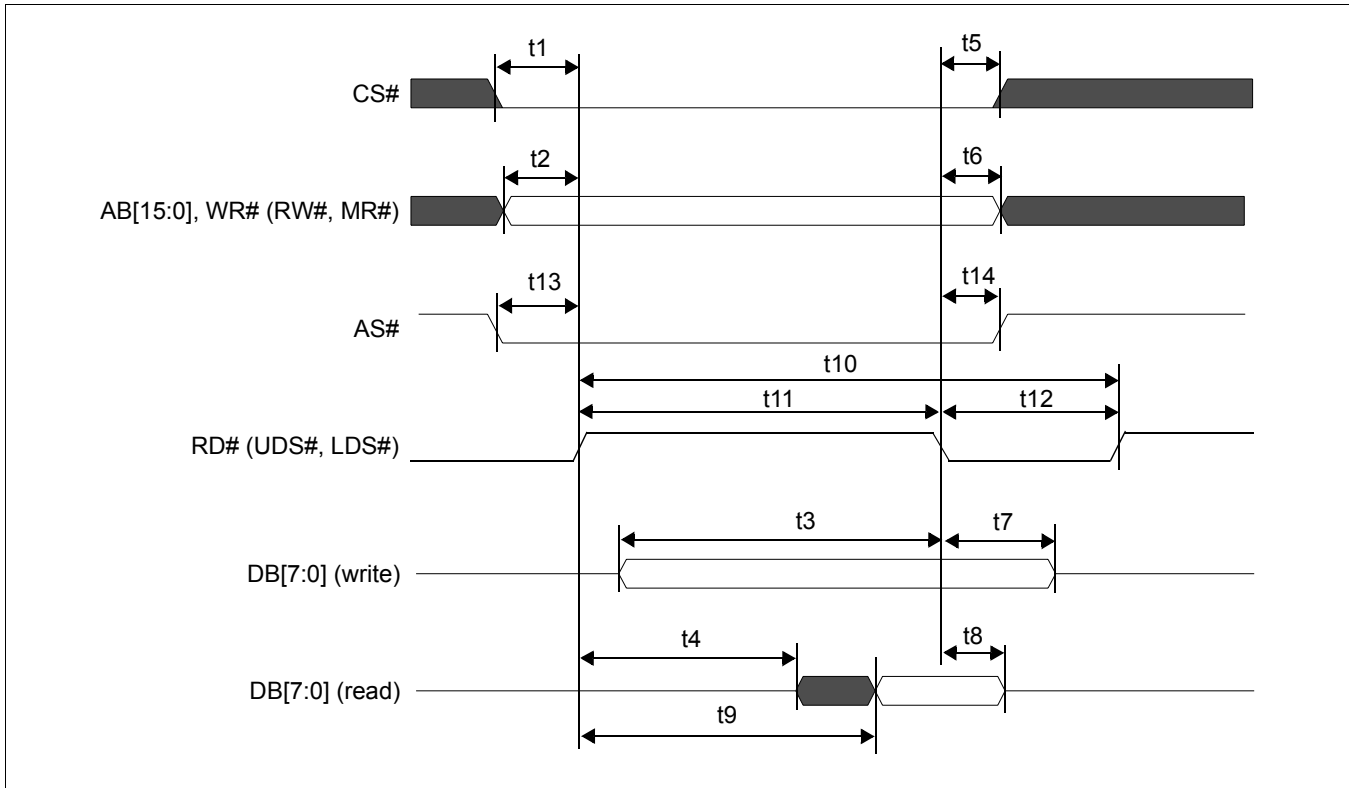 t1 t5
CS#
t2 t6
AB[15:0], WR# (RW#, MR#)
t13 t14
AS#
t10
t11 t12
RD# (UDS#, LDS#)
t3 t7
DB[7:0] (write)
t4 t8
DB[7:0] (read)
t9